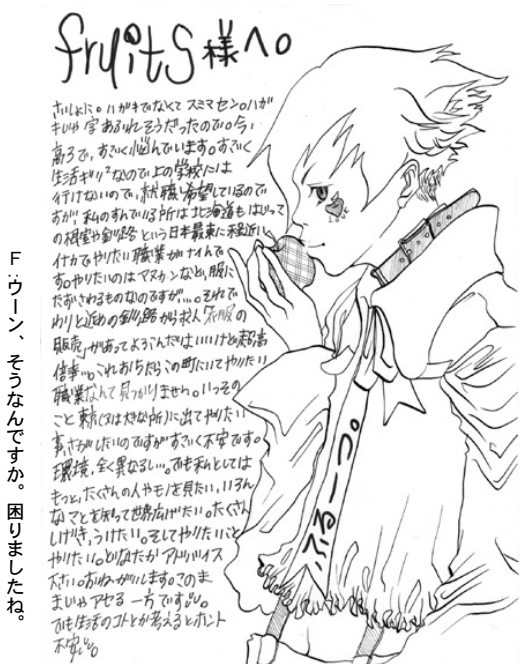 fruits様へ。
さいしょに。ハガキでなくてスミマセン。ハガ
キじゃ字あふれそうだったので。今
高3で、すごく悩んでいます。すごく
生活ギリ²なので上の学校には
行けないので、就職希望しているので
すが、私のすんでいる所は北海道もはじって
の根室や釧路という日本最東に程近い
イナカでやりたい職業がナイんで
す。やりたいのはマヌカンなど、服に
たずさわるものなのですが…。それで
わりと近めの釧路から求人「衣服の
販売」があってよろこんだはいいけど超高
倍率…。これおちたらこの町にいてやりたい
職業なんて見つかりません。いっその
こと東京(又は大きな所)に出てやりたい
事、さがしたいのですがすごく不安です。
環境、全く異なるし…。でも私としては
もっと、たくさんの人やモノを見たい、いろん
なことを知って世界広げたい。たくさん
しげき、うけたい。そしてやりたいこと
やりたい。どなたかアドバイス
下さい。おねがいします。このま
まじゃアセる一方です
でも生活のコトとか考えるとホント
不安
LOVE
ふるーつ。
F:ウーン、そうなんですか。困りましたね。